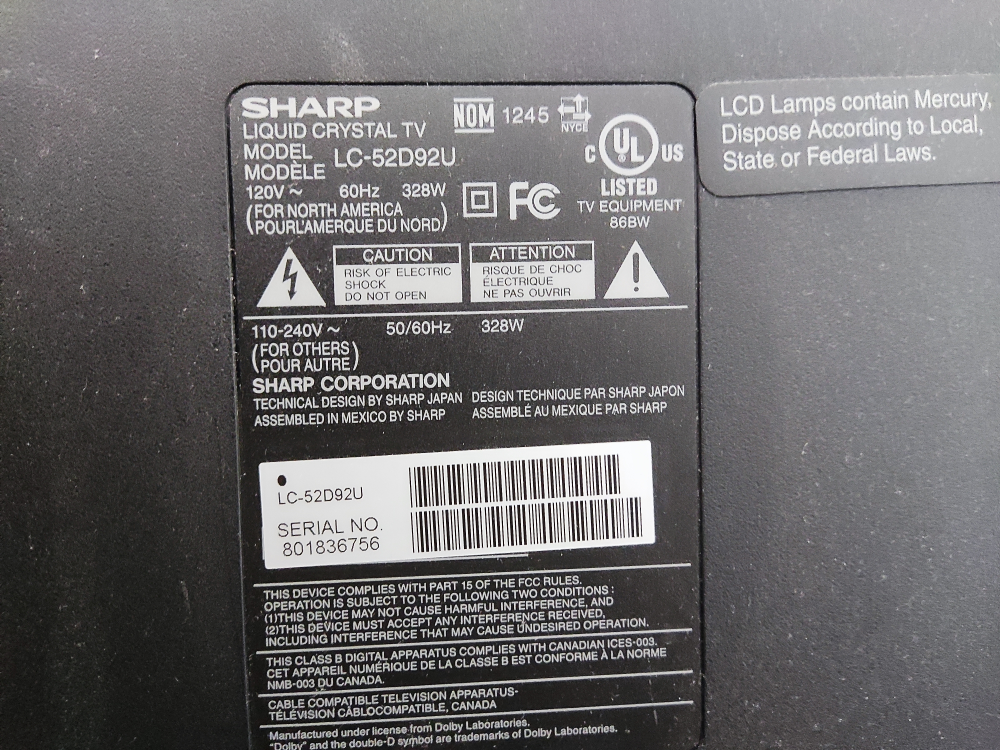 SHARP
NOM 1245 NYCE
LIQUID CRYSTAL TV
MODEL
MODÈLE LC-52D92U
120V ~ 60Hz 328W
(FOR NORTH AMERICA
POURL'AMERQUE DU NORD)
FC
C UL US
LISTED
TV EQUIPMENT
86BW
CAUTION
RISK OF ELECTRIC
SHOCK
DO NOT OPEN
ATTENTION
RISQUE DE CHOC
ÉLECTRIQUE
NE PAS OUVRIR
!
110-240V ~ 50/60Hz 328W
(FOR OTHERS
POUR AUTRE)
SHARP CORPORATION
TECHNICAL DESIGN BY SHARP JAPAN
ASSEMBLED IN MEXICO BY SHARP
DESIGN TECHNIQUE PAR SHARP JAPON
ASSEMBLÉ AU MEXIQUE PAR SHARP
LC-52D92U
SERIAL NO.
801836756
THIS DEVICE COMPLIES WITH PART 15 OF THE FCC RULES.
OPERATION IS SUBJECT TO THE FOLLOWING TWO CONDITIONS :
(1)THIS DEVICE MAY NOT CAUSE HARMFUL INTERFERENCE, AND
(2)THIS DEVICE MUST ACCEPT ANY INTERFERENCE RECEIVED,
INCLUDING INTERFERENCE THAT MAY CAUSE UNDESIRED OPERATION.
THIS CLASS B DIGITAL APPARATUS COMPLIES WITH CANADIAN ICES-003.
CET APPAREIL NUMÉRIQUE DE LA CLASSE B EST CONFORME À LA NORME
NMB-003 DU CANADA.
CABLE COMPATIBLE TELEVISION APPARATUS-
TÉLÉVISION CÂBLOCOMPATIBLE, CANADA
Manufactured under license from Dolby Laboratories.
"Dolby" and the double-D symbol are trademarks of Dolby Laboratories.
LCD Lamps contain Mercury,
Dispose According to Local,
State or Federal Laws.